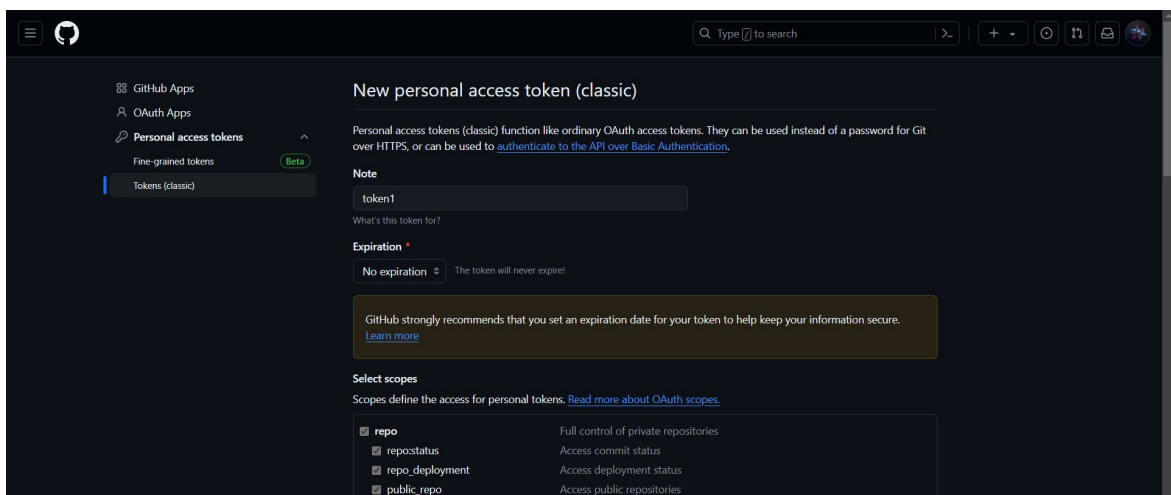 Type / to search
GitHub Apps
OAuth Apps
Personal access tokens
Fine-grained tokens
Beta
Tokens (classic)
New personal access token (classic)
Personal access tokens (classic) function like ordinary OAuth access tokens. They can be used instead of a password for Git
over HTTPS, or can be used to authenticate to the API over Basic Authentication.
Note
token1
What's this token for?
Expiration *
No expiration
The token will never expire!
GitHub strongly recommends that you set an expiration date for your token to help keep your information secure.
Learn more
Select scopes
Scopes define the access for personal tokens. Read more about OAuth scopes.
repo
Full control of private repositories
repo:status
Access commit status
repo_deployment
Access deployment status
public_repo
Access public repositories